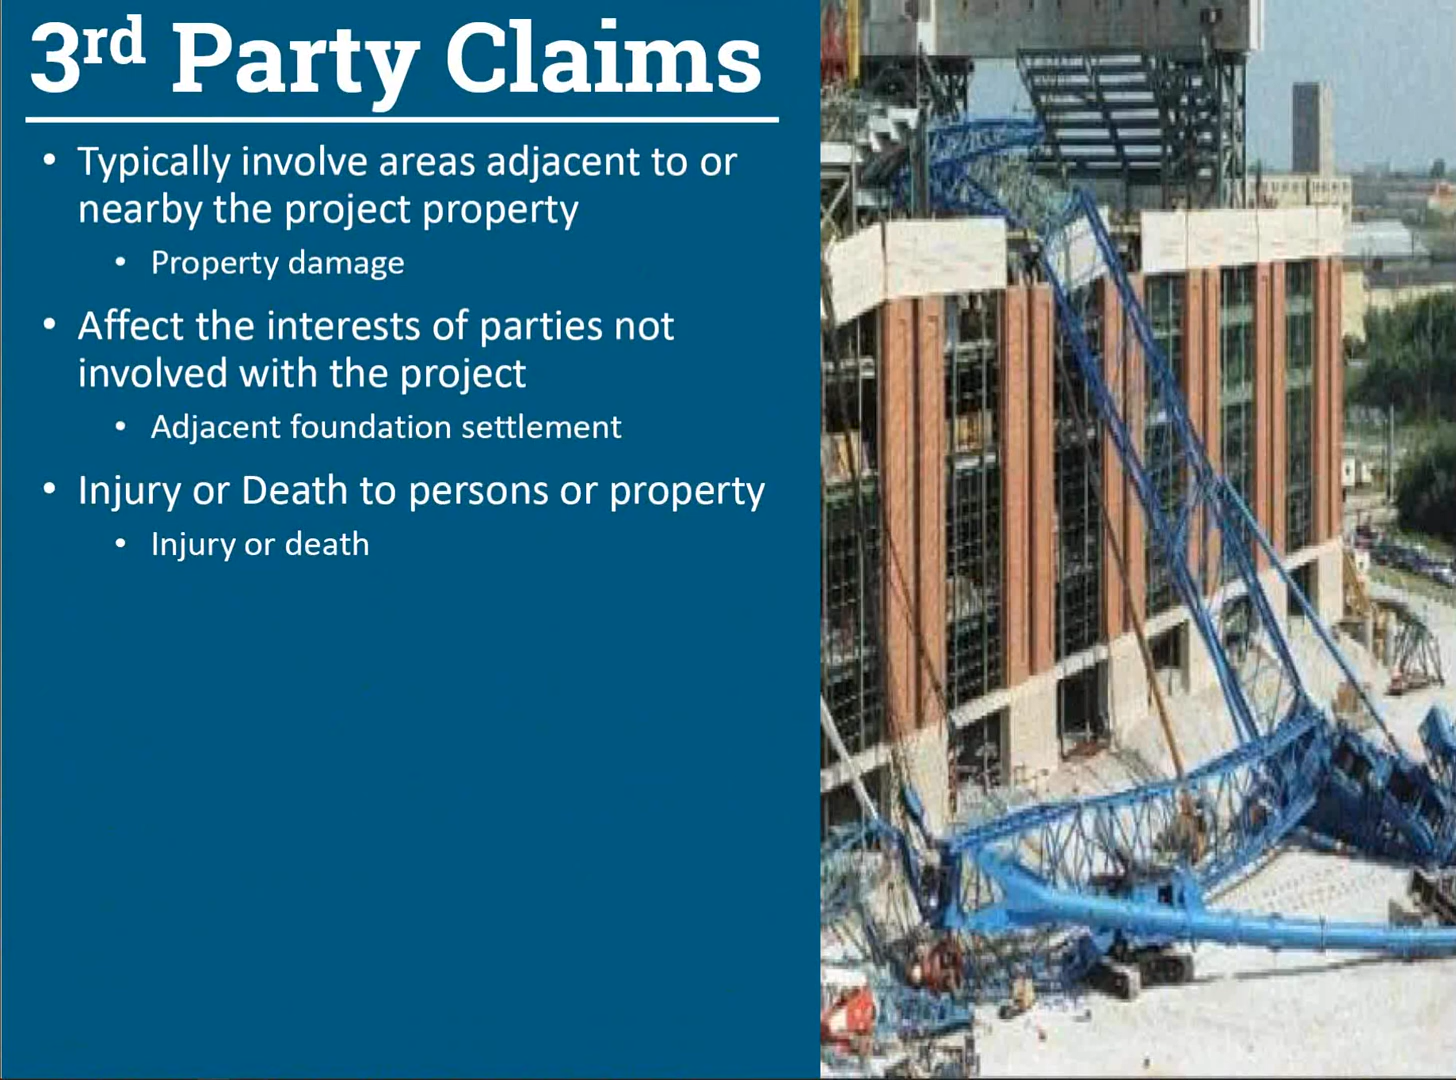 3rd Party Claims
• Typically involve areas adjacent to or
nearby the project property
• Property damage
• Affect the interests of parties not
involved with the project
• Adjacent foundation settlement
• Injury or Death to persons or property
• Injury or death